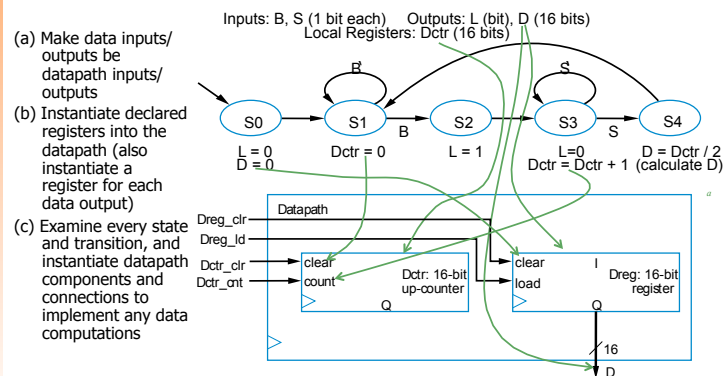 Inputs: B, S (1 bit each) Outputs: L (bit), D (16 bits)
Local Registers: Dctr (16 bits)
(a) Make data inputs/
outputs be
datapath inputs/
outputs
(b) Instantiate declared
registers into the
datapath (also
instantiate a
register for each
data output)
(c) Examine every state
and transition, and
instantiate datapath
components and
connections to
implement any data
computations
B'
S'
S0
S1
B
S2
S3
S
S4
L = 0
D = 0
Dctr = 0
L = 1
L=0
Dctr = Dctr + 1
D = Dctr / 2
(calculate D)
a
Datapath
Dreg_clr
Dreg_ld
Dctr_clr
Dctr_cnt
clear
count
Dctr: 16-bit
up-counter
Q
clear
I
load
Dreg: 16-bit
register
Q
16
D